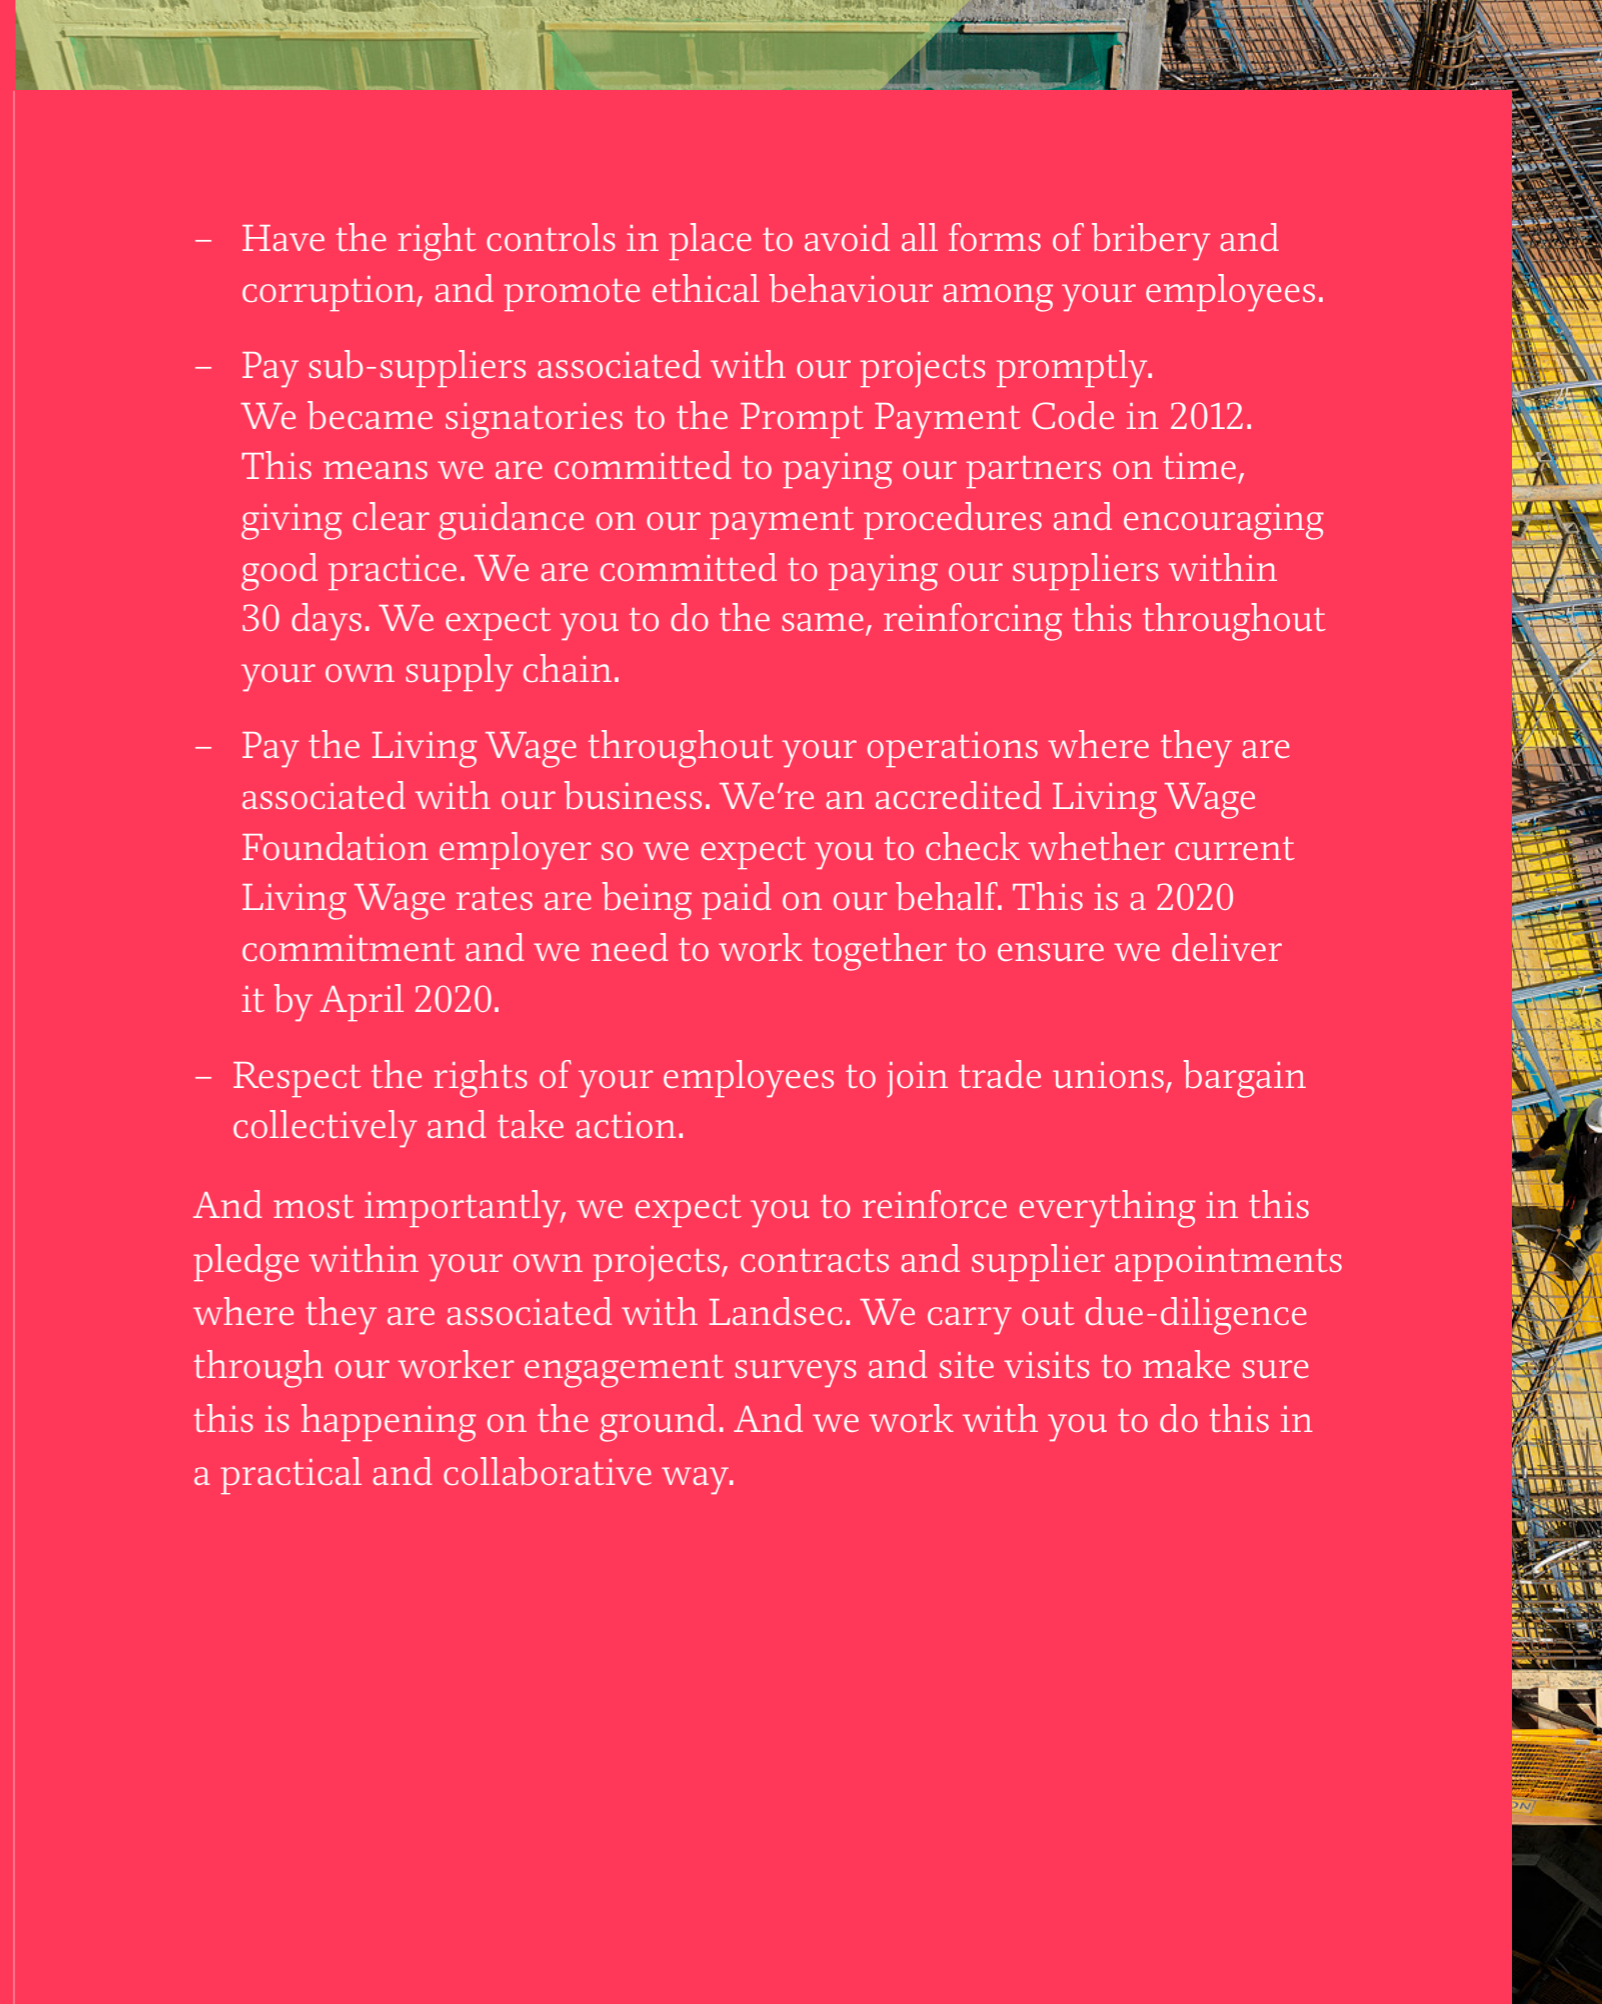 – Have the right controls in place to avoid all forms of bribery and
corruption, and promote ethical behaviour among your employees.
– Pay sub-suppliers associated with our projects promptly.
We became signatories to the Prompt Payment Code in 2012.
This means we are committed to paying our partners on time,
giving clear guidance on our payment procedures and encouraging
good practice. We are committed to paying our suppliers within
30 days. We expect you to do the same, reinforcing this throughout
your own supply chain.
– Pay the Living Wage throughout your operations where they are
associated with our business. We’re an accredited Living Wage
Foundation employer so we expect you to check whether current
Living Wage rates are being paid on our behalf. This is a 2020
commitment and we need to work together to ensure we deliver
it by April 2020.
– Respect the rights of your employees to join trade unions, bargain
collectively and take action.
And most importantly, we expect you to reinforce everything in this
pledge within your own projects, contracts and supplier appointments
where they are associated with Landsec. We carry out due-diligence
through our worker engagement surveys and site visits to make sure
this is happening on the ground. And we work with you to do this in
a practical and collaborative way.